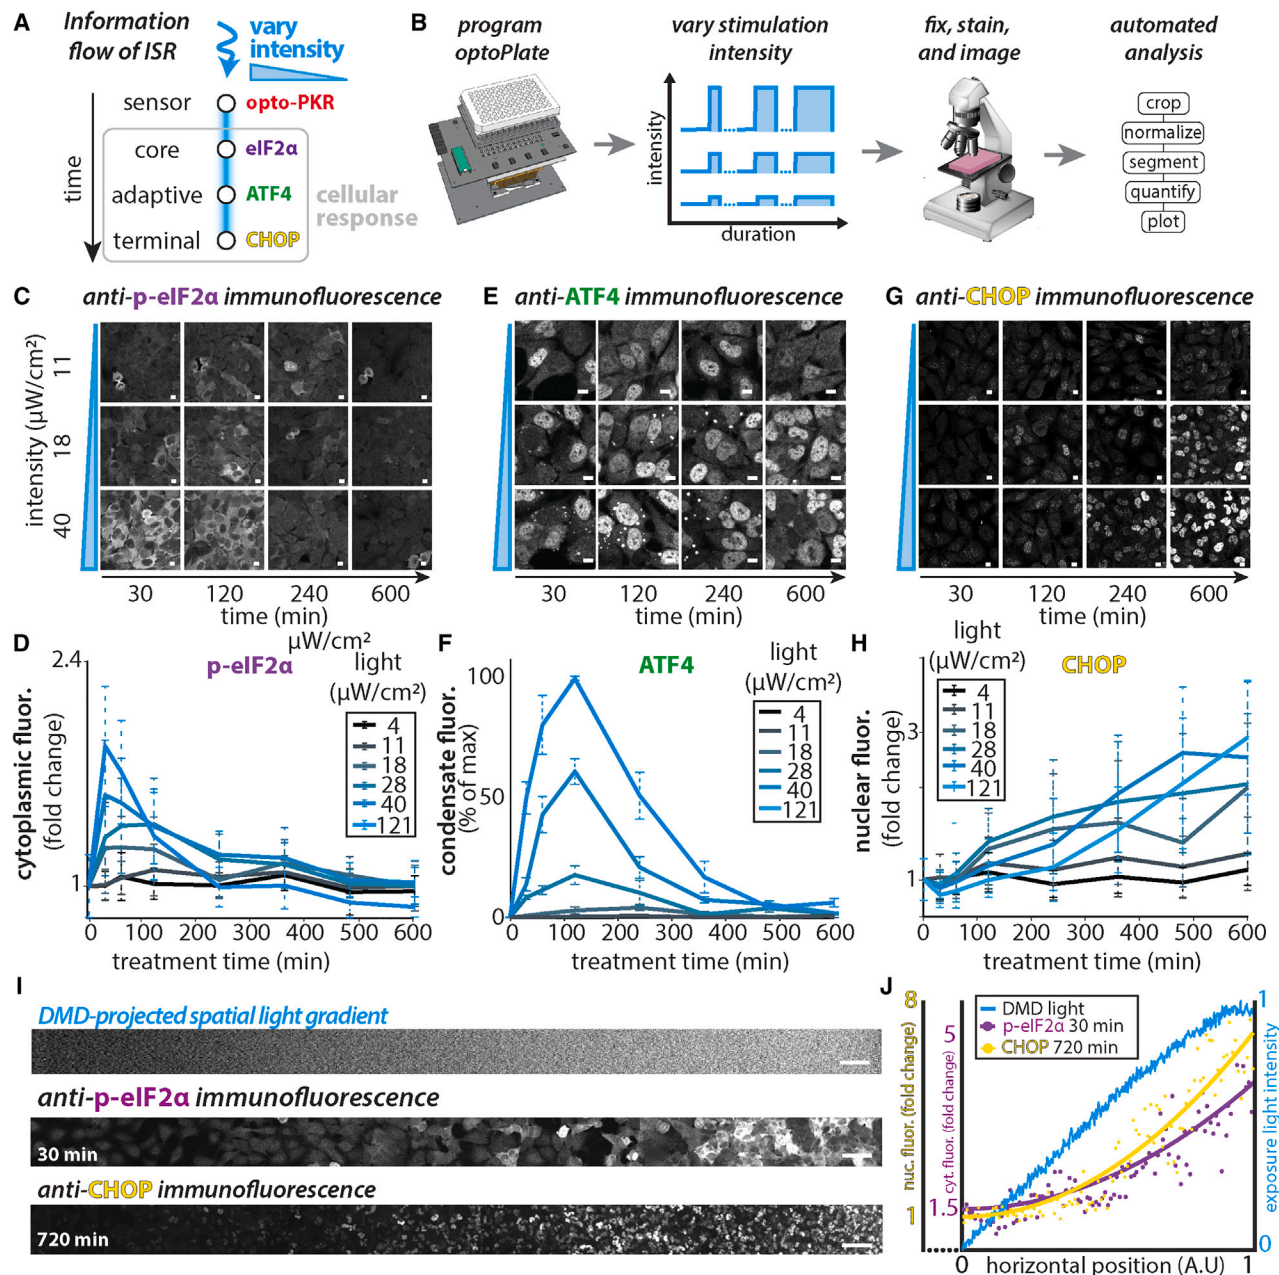 A
Information
flow of ISR
vary
intensity
time
sensor
opto-PKR
core
eIF2α
adaptive
ATF4
terminal
CHOP
cellular
response
B
program
optoPlate
vary stimulation
intensity
fix, stain,
and image
automated
analysis
intensity
duration
crop
normalize
segment
quantify
plot
C
anti-p-eIF2α immunofluorescence
intensity (µW/cm²)
11
18
40
30
120
240
600
time (min)
E
anti-ATF4 immunofluorescence
30
120
240
600
time (min)
G
anti-CHOP immunofluorescence
30
120
240
600
time (min)
D
µW/cm²
p-eIF2α
light
(µW/cm²)
4
11
18
28
40
121
cytoplasmic fluor.
(fold change)
2.4
1
0 100 200 300 400 500 600
treatment time (min)
F
ATF4
light
(µW/cm²)
4
11
18
28
40
121
condensate fluor.
(% of max)
100
50
0
0 100 200 300 400 500 600
treatment time (min)
H
light
(µW/cm²)
CHOP
4
11
18
28
40
121
nuclear fluor.
(fold change)
3
1
0 100 200 300 400 500 600
treatment time (min)
I
DMD-projected spatial light gradient
anti-p-eIF2α immunofluorescence
30 min
anti-CHOP immunofluorescence
720 min
J
DMD light
p-eIF2α 30 min
CHOP 720 min
8
nuc. fluor. (fold change)
1
5
cyt. fluor. (fold change)
1.5
1
exposure light intensity
0
0
horizontal position (A.U)
1